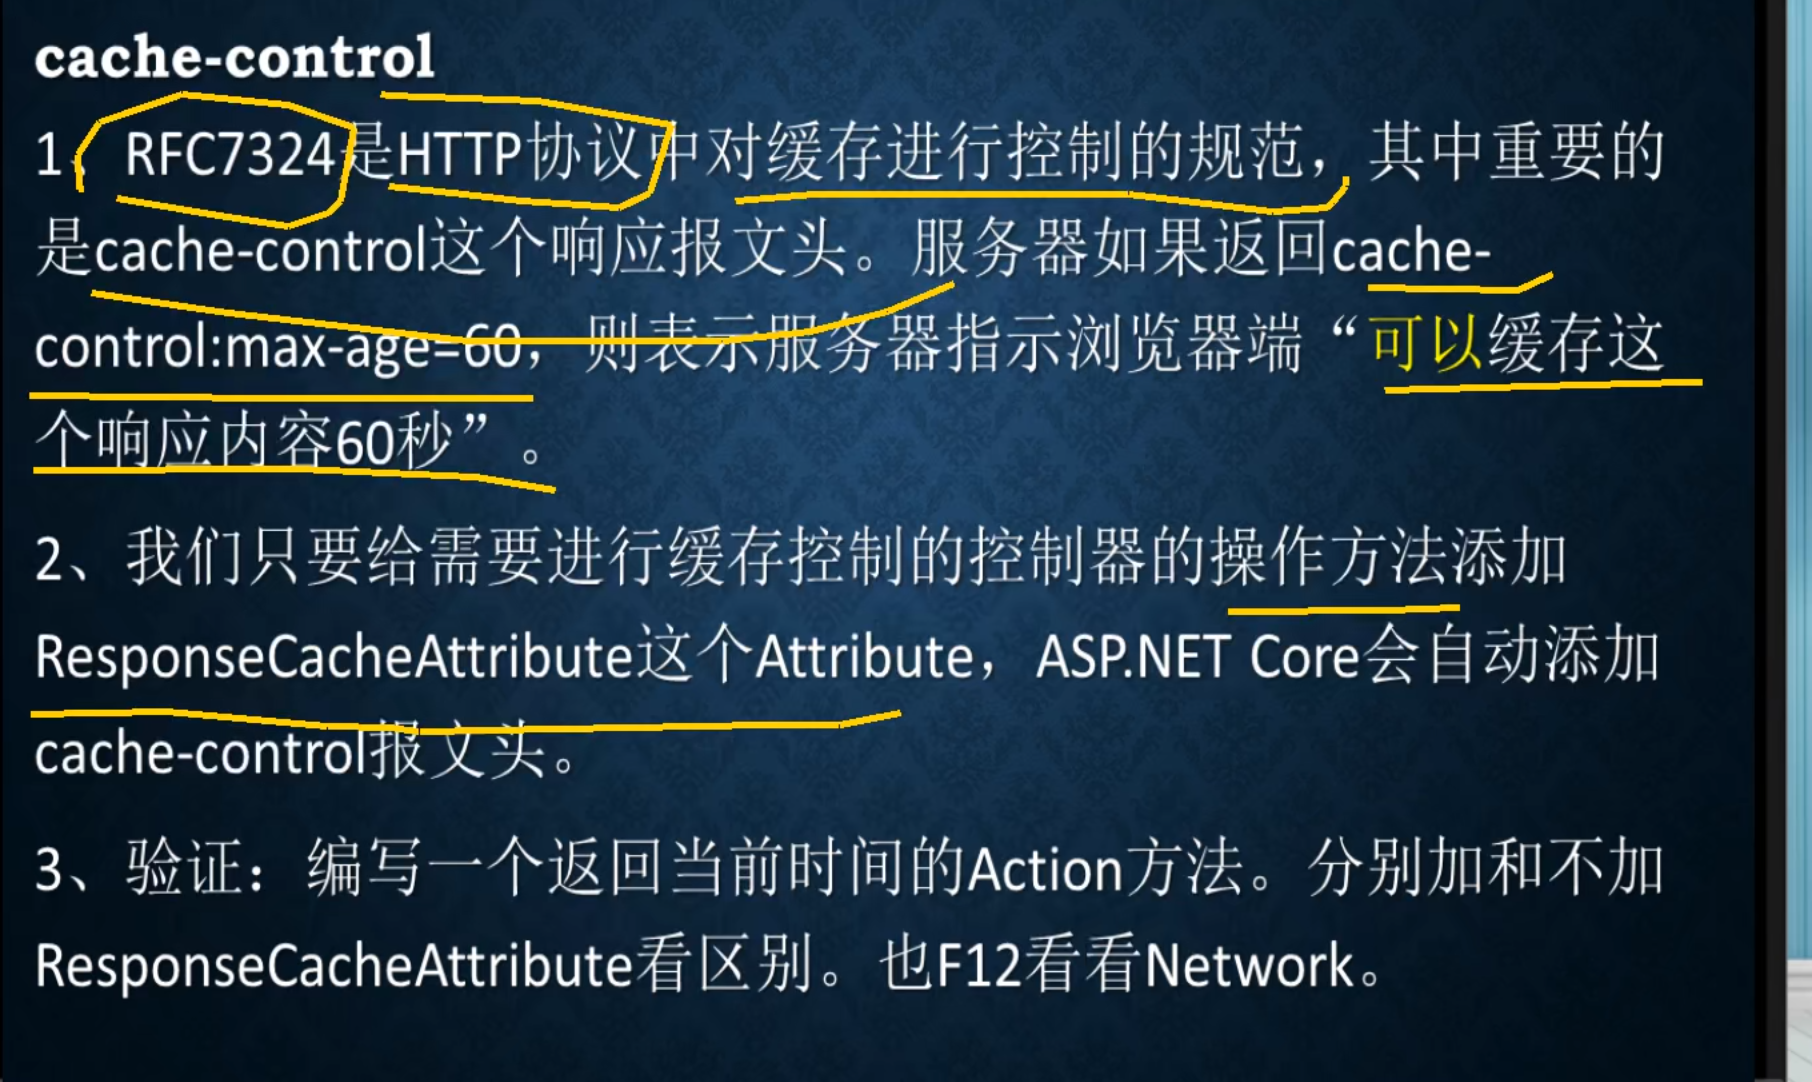 cache-control
1、RFC7324是HTTP协议中对缓存进行控制的规范，其中重要的
是cache-control这个响应报文头。服务器如果返回cache-
control:max-age=60，则表示服务器指示浏览器端“可以缓存这
个响应内容60秒”。
2、我们只要给需要进行缓存控制的控制器的操作方法添加
ResponseCacheAttribute这个Attribute，ASP.NET Core会自动添加
cache-control报文头。
3、验证：编写一个返回当前时间的Action方法。分别加和不加
ResponseCacheAttribute看区别。也F12看看Network。